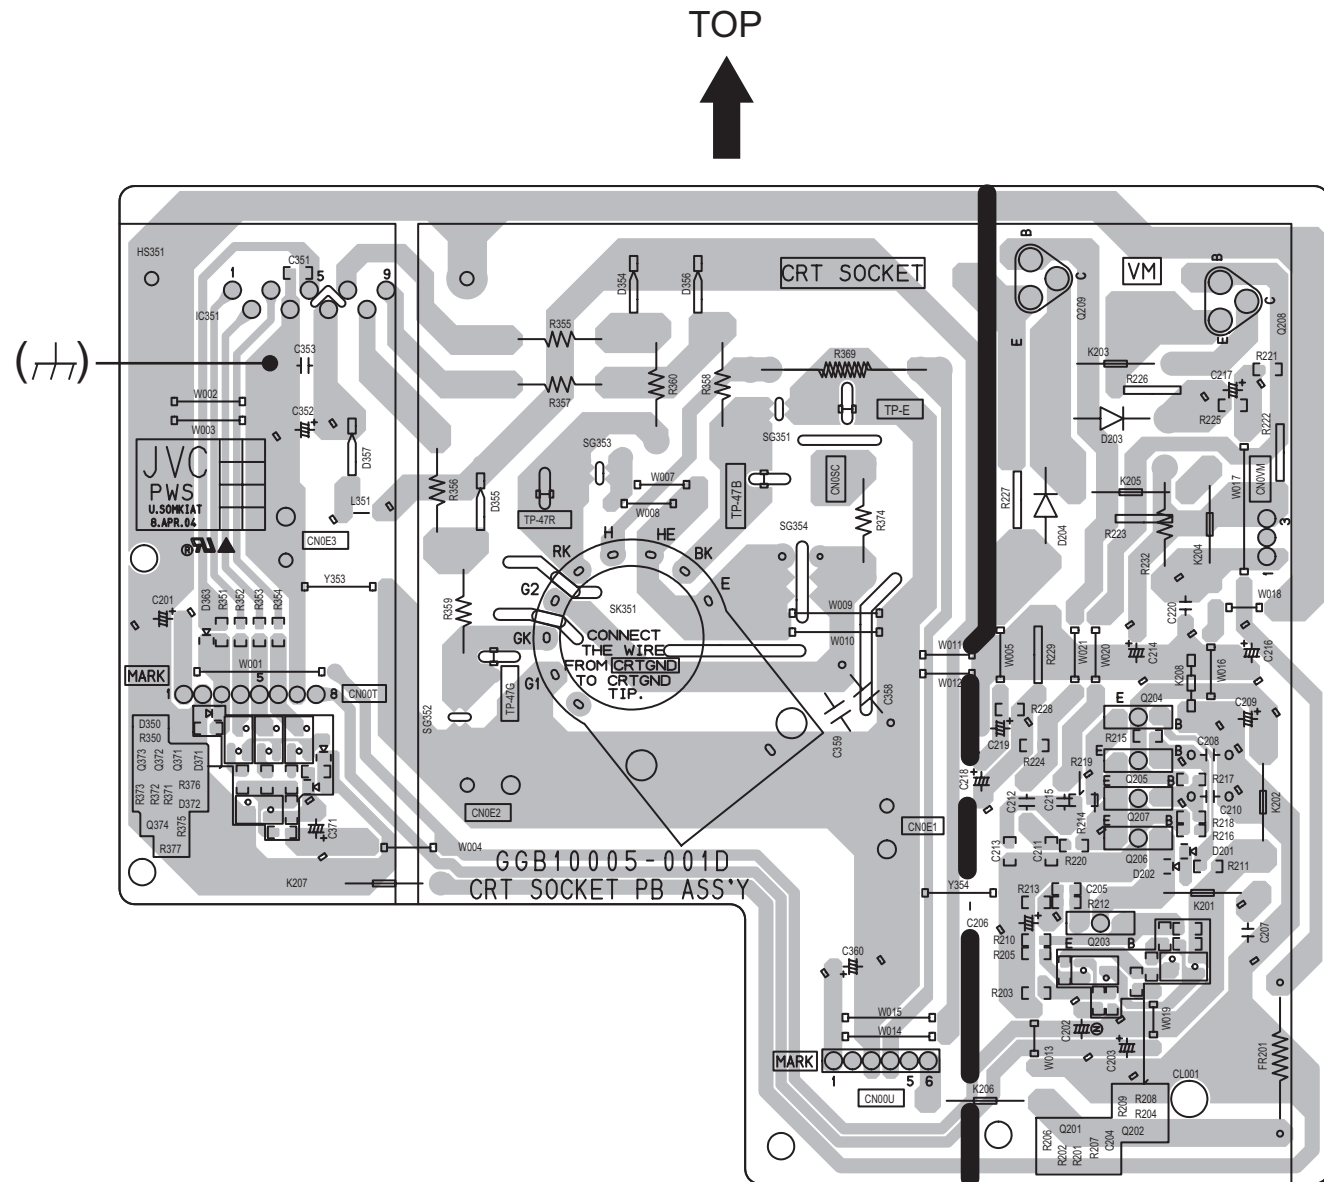 TOP
HS351
C351
1
5
9
IC351
C353
W002
W003
C352
D357
JVC
PWS
U.SOMKIAT
8.APR.04
L351
CN0E3
Y353
C201
D363
R351
R352
R353
R354
W001
MARK
1
5
8
CN00T
D350
R350
Q373
Q372
Q371
D371
R373
R372
R371
R376
D372
Q374
R375
R377
C371
W004
K207
D354
D356
CRT SOCKET
R355
R357
R360
R358
R369
TP-E
SG351
SG353
R356
D355
TP-47R
W007
W008
TP-47B
CN0SC
SG354
R374
RK
H
HE
BK
E
G2
GK
G1
SK351
CONNECT
THE WIRE
FROM CRTGND
TO CRTGND
TIP.
R359
TP-47G
SG352
W009
W010
C358
C359
CN0E2
CN0E1
GGB10005-001D
CRT SOCKET PB ASS'Y
C360
W015
W014
MARK
1
5
6
CN00U
B
C
E
Q209
VM
B
C
E
Q208
K203
R226
R221
C217
R225
R222
D203
R227
D204
K205
R223
R232
K204
W017
CN0VM
3
1
C220
W018
W011
W012
W005
R229
W021
W020
C214
K208
W016
C216
R228
C219
R224
E
Q204
B
R215
C209
C208
R219
E
B
Q205
R217
C218
C212
C215
R214
E
B
Q207
C210
K202
R218
R216
C213
C211
R220
Q206
D201
D202
R211
Y354
R213
C205
R212
K201
C206
E
Q203
B
C207
R210
R205
R203
C202
W013
C203
W019
FR201
K206
CL001
R209
R208
R204
R206
Q201
R202
R201
R207
C204
Q202